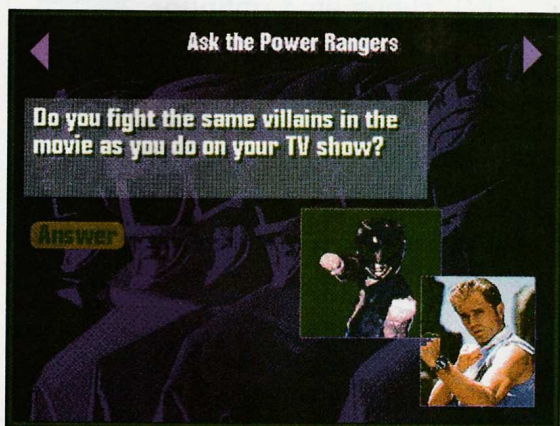 Ask the Power Rangers
Do you fight the same villains in the
movie as you do on your TV show?
Answer